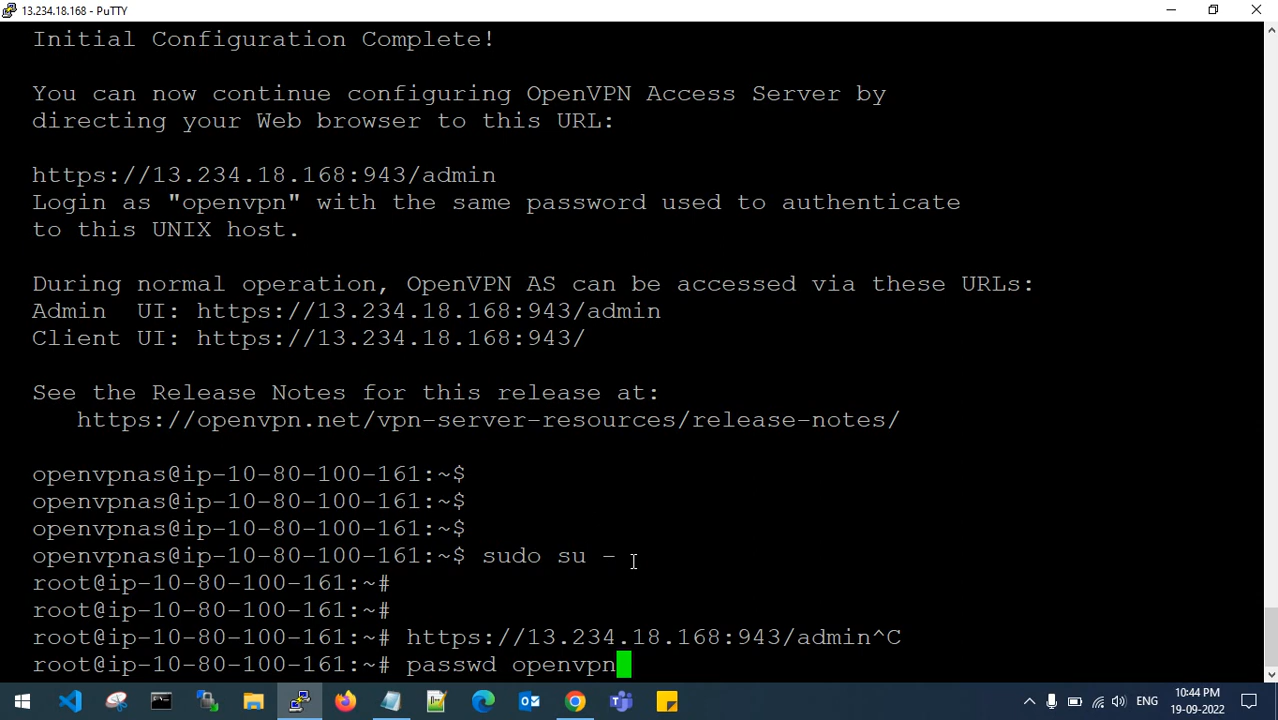 13.234.18.168 - PuTTY
Initial Configuration Complete!
You can now continue configuring OpenVPN Access Server by
directing your Web browser to this URL:
https://13.234.18.168:943/admin
Login as "openvpn" with the same password used to authenticate
to this UNIX host.
During normal operation, OpenVPN AS can be accessed via these URLs:
Admin  UI: https://13.234.18.168:943/admin
Client UI: https://13.234.18.168:943/
See the Release Notes for this release at:
   https://openvpn.net/vpn-server-resources/release-notes/
openvpnas@ip-10-80-100-161:~$
openvpnas@ip-10-80-100-161:~$
openvpnas@ip-10-80-100-161:~$
openvpnas@ip-10-80-100-161:~$ sudo su -
root@ip-10-80-100-161:~#
root@ip-10-80-100-161:~#
root@ip-10-80-100-161:~# https://13.234.18.168:943/admin^C
root@ip-10-80-100-161:~# passwd openvpn
ENG
10:44 PM
19-09-2022